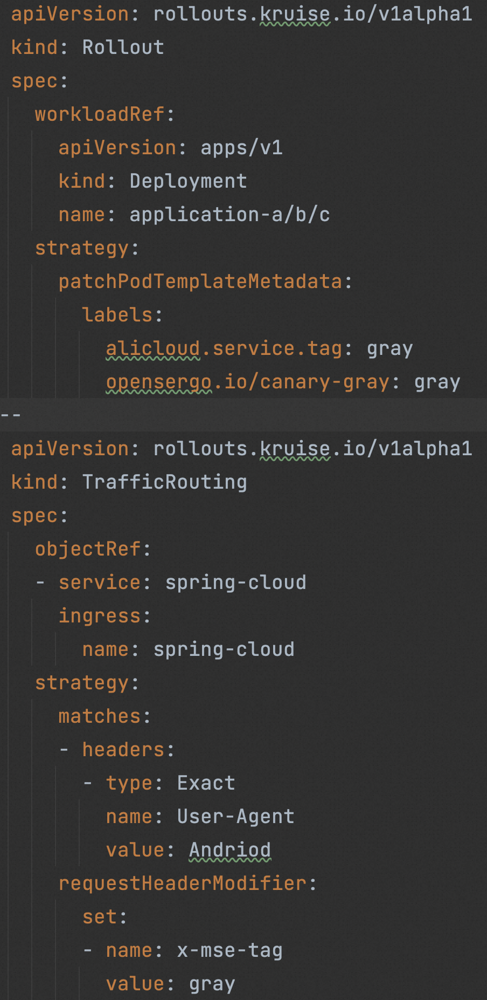 apiVersion: rollouts.kruise.io/v1alpha1
kind: Rollout
spec:
  workloadRef:
    apiVersion: apps/v1
    kind: Deployment
    name: application-a/b/c
  strategy:
    patchPodTemplateMetadata:
      labels:
        alicloud.service.tag: gray
        opensergo.io/canary-gray: gray
--
apiVersion: rollouts.kruise.io/v1alpha1
kind: TrafficRouting
spec:
  objectRef:
  - service: spring-cloud
    ingress:
      name: spring-cloud
  strategy:
    matches:
    - headers:
      - type: Exact
        name: User-Agent
        value: Andriod
    requestHeaderModifier:
      set:
      - name: x-mse-tag
        value: gray